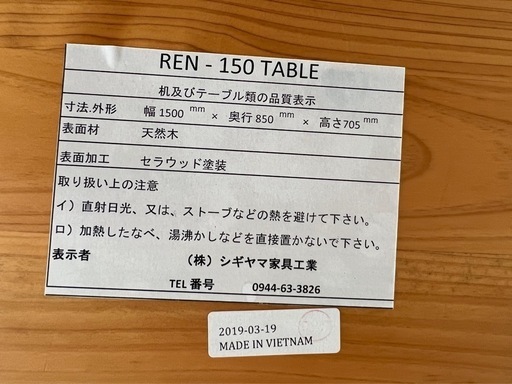 REN - 150 TABLE
机及びテーブル類の品質表示
寸法.外形 幅 1500 mm × 奥行 850 mm × 高さ705 mm
表面材 天然木
表面加工 セラウッド塗装
取り扱い上の注意
イ）直射日光、又は、ストーブなどの熱を避けて下さい。
ロ）加熱したなべ、湯沸かしなどを直接置かないで下さい。
表示者 （株）シギヤマ家具工業
TEL 番号 0944-63-3826
2019-03-19
MADE IN VIETNAM